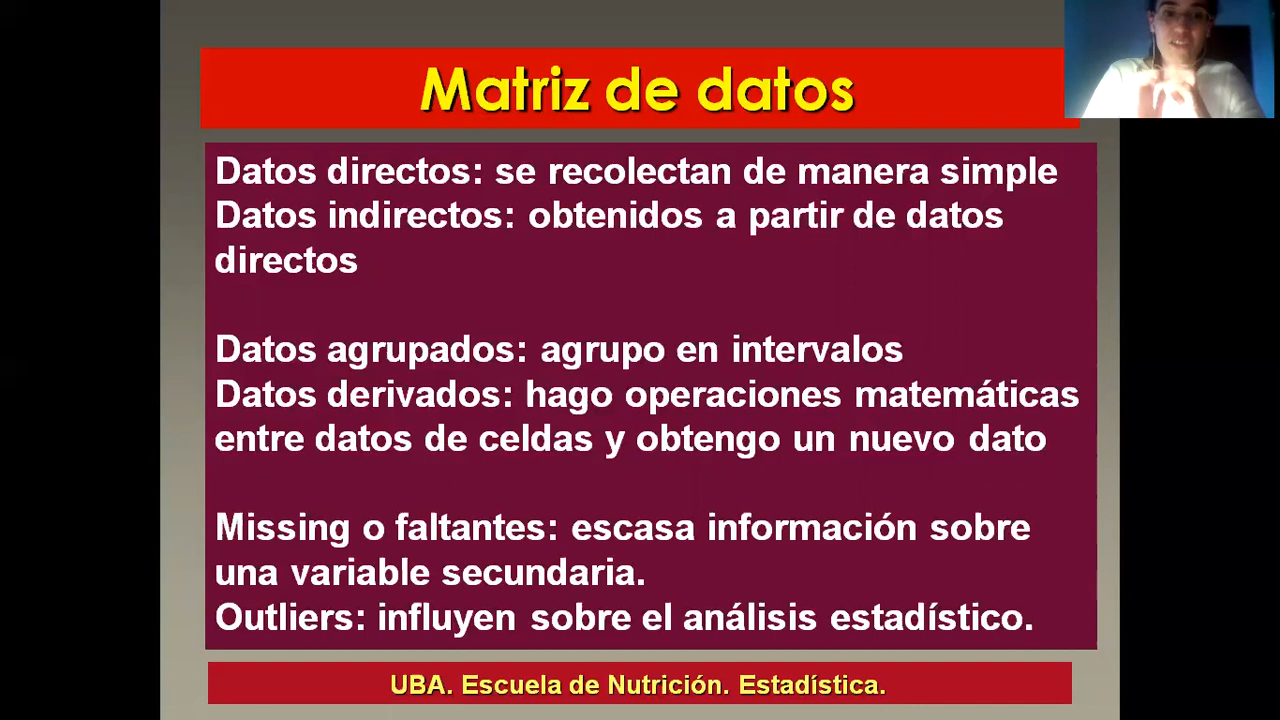 Matriz de datos
Datos directos: se recolectan de manera simple
Datos indirectos: obtenidos a partir de datos
directos
Datos agrupados: agrupo en intervalos
Datos derivados: hago operaciones matemáticas
entre datos de celdas y obtengo un nuevo dato
Missing o faltantes: escasa información sobre
una variable secundaria.
Outliers: influyen sobre el análisis estadístico.
UBA. Escuela de Nutrición. Estadística.